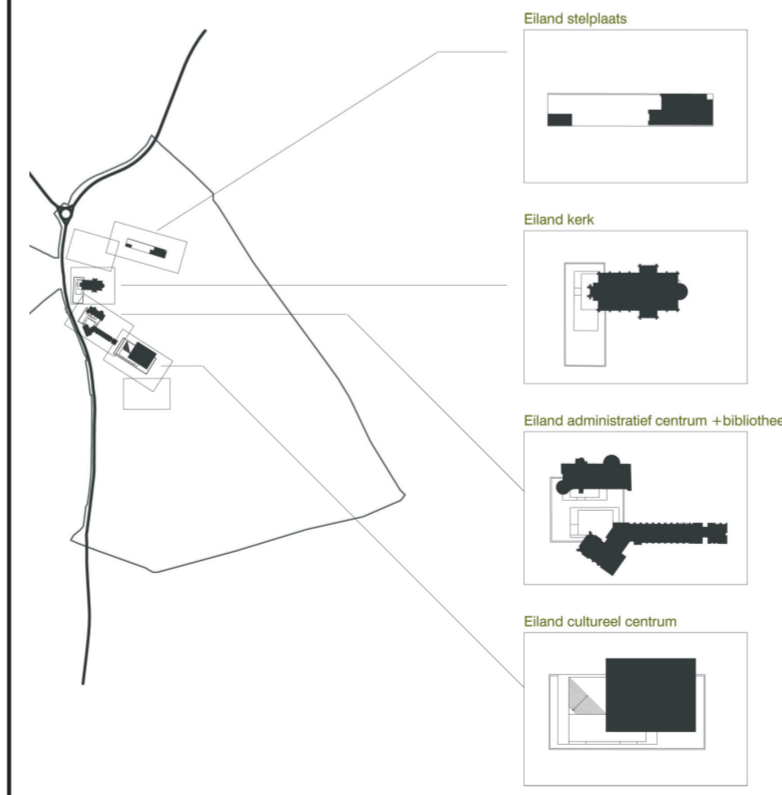 Eiland stelplaats
Eiland kerk
Eiland administratief centrum +bibliothee
Eiland cultureel centrum